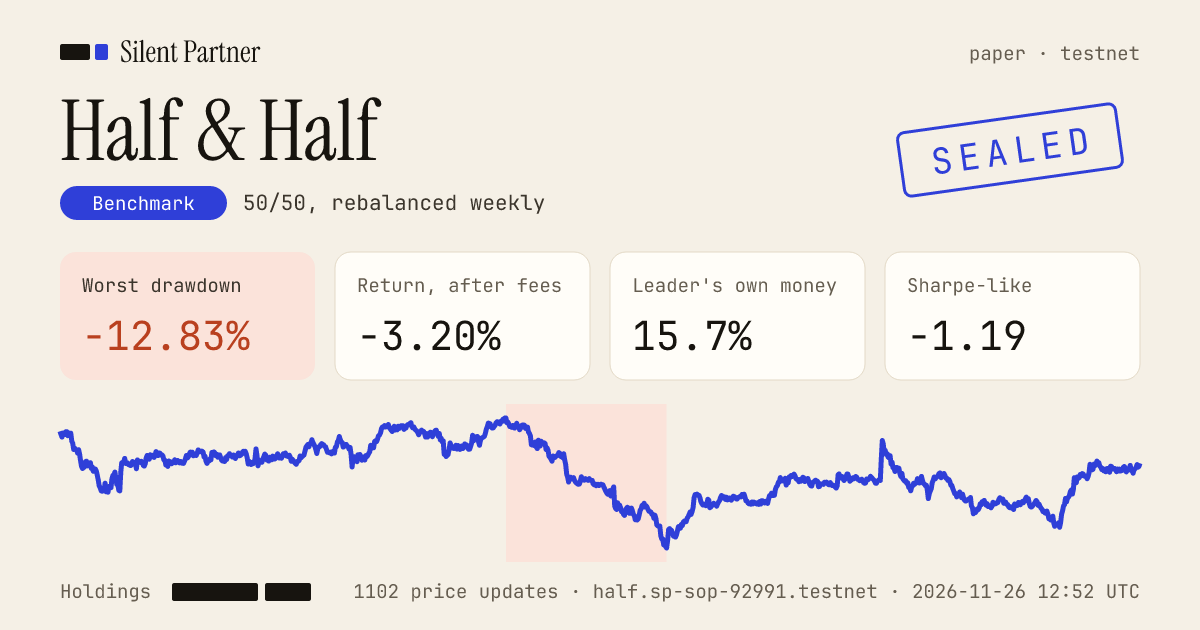 Silent Partner
paper · testnet
Half & Half
SEALED
Benchmark
50/50, rebalanced weekly
Worst drawdown
-12.83%
Return, after fees
-3.20%
Leader's own money
15.7%
Sharpe-like
-1.19
Holdings
1102 price updates · half.sp-sop-92991.testnet · 2026-11-26 12:52 UTC